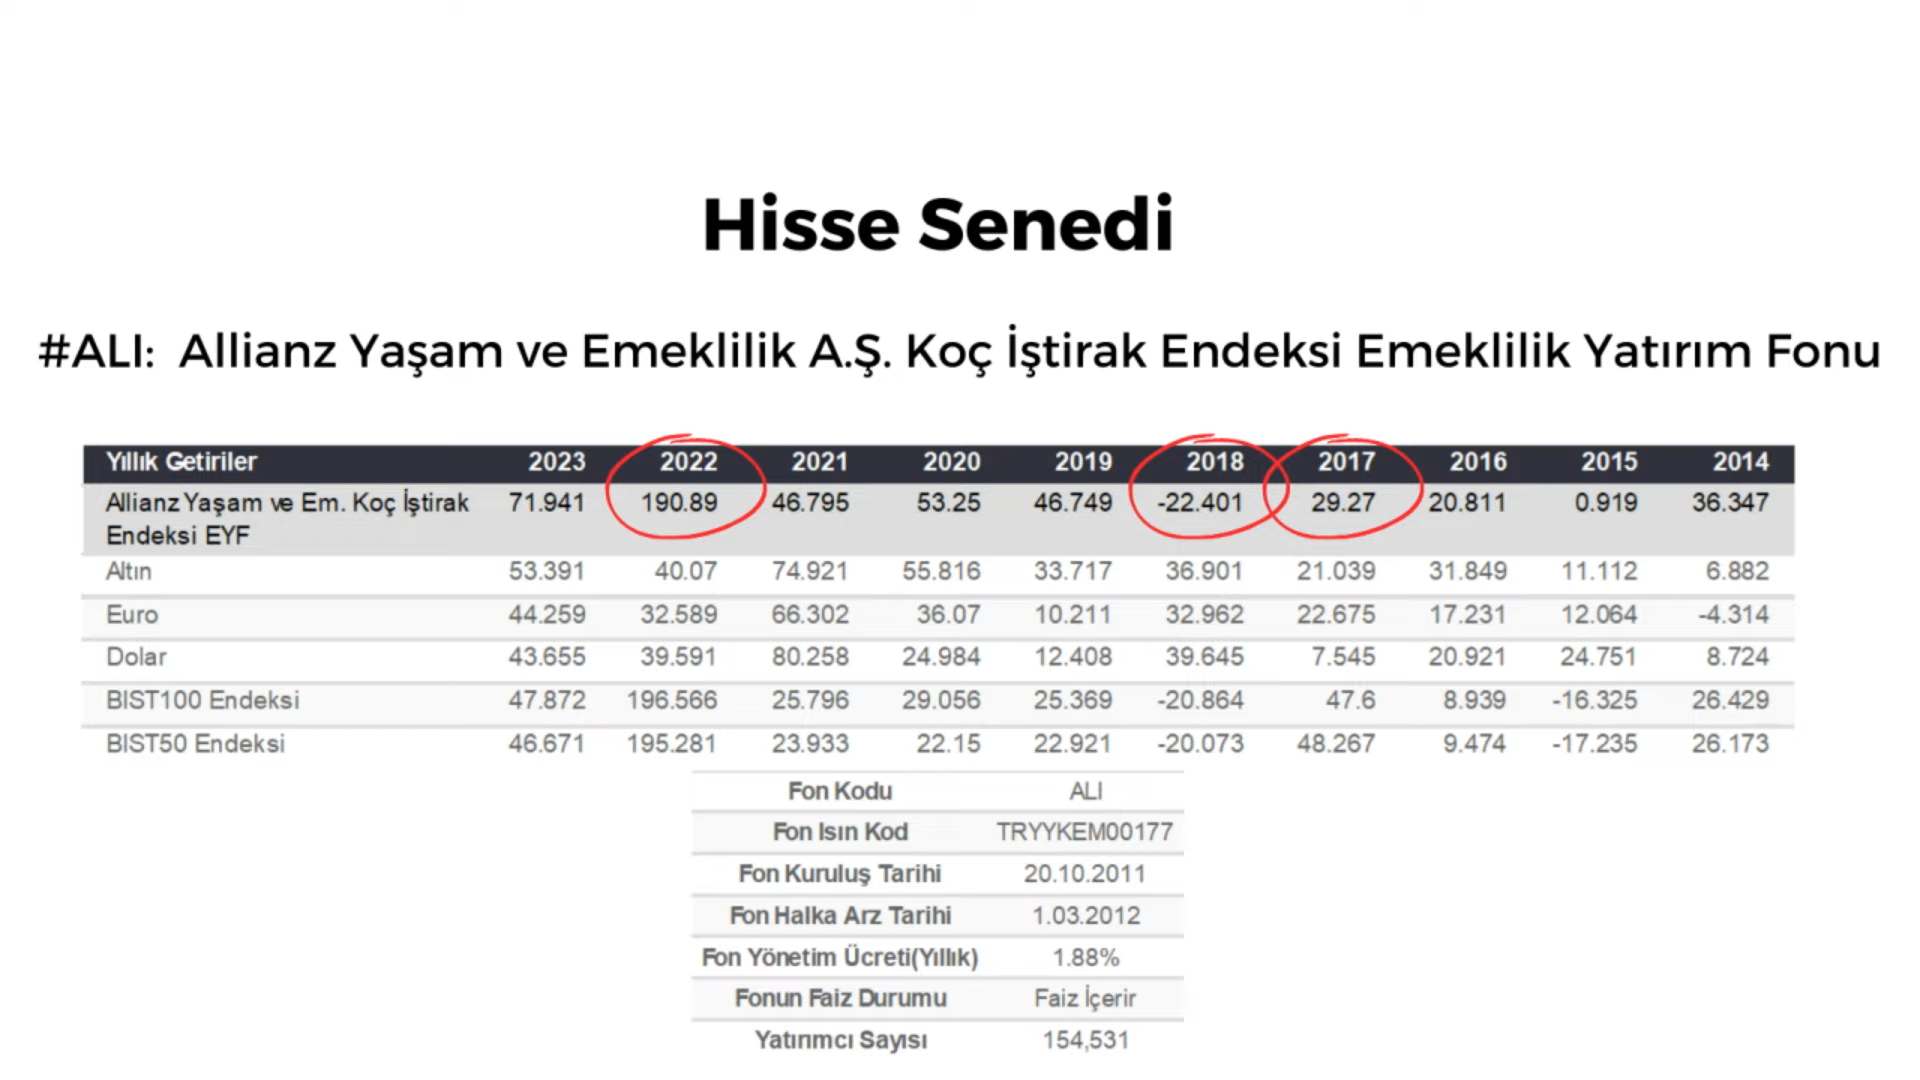 Hisse Senedi
#ALI: Allianz Yaşam ve Emeklilik A.Ş. Koç İştirak Endeksi Emeklilik Yatırım Fonu
Yıllık Getiriler 2023 2022 2021 2020 2019 2018 2017 2016 2015 2014
Allianz Yaşam ve Em. Koç İştirak 71.941 190.89 46.795 53.25 46.749 -22.401 29.27 20.811 0.919 36.347
Endeksi EYF
Altın 53.391 40.07 74.921 55.816 33.717 36.901 21.039 31.849 11.112 6.882
Euro 44.259 32.589 66.302 36.07 10.211 32.962 22.675 17.231 12.064 -4.314
Dolar 43.655 39.591 80.258 24.984 12.408 39.645 7.545 20.921 24.751 8.724
BIST100 Endeksi 47.872 196.566 25.796 29.056 25.369 -20.864 47.6 8.939 -16.325 26.429
BIST50 Endeksi 46.671 195.281 23.933 22.15 22.921 -20.073 48.267 9.474 -17.235 26.173
Fon Kodu ALI
Fon Isın Kod TRYYKEM00177
Fon Kuruluş Tarihi 20.10.2011
Fon Halka Arz Tarihi 1.03.2012
Fon Yönetim Ücreti(Yıllık) 1.88%
Fonun Faiz Durumu Faiz İçerir
Yatırımcı Sayısı 154,531